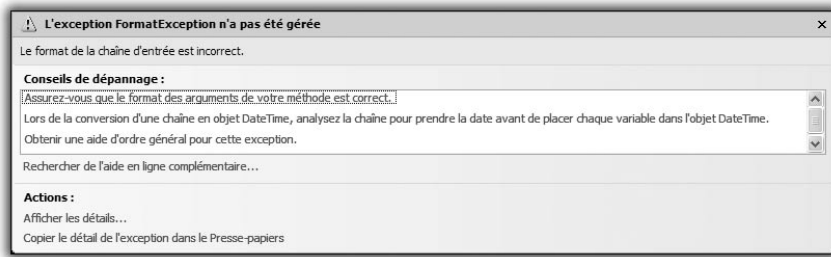 L'exception FormatException n'a pas été gérée
Le format de la chaîne d'entrée est incorrect.
Conseils de dépannage :
Assurez-vous que le format des arguments de votre méthode est correct.
Lors de la conversion d'une chaîne en objet DateTime, analysez la chaîne pour prendre la date avant de placer chaque variable dans l'objet DateTime.
Obtenir une aide d'ordre général pour cette exception.
Rechercher de l'aide en ligne complémentaire...
Actions :
Afficher les détails...
Copier le détail de l'exception dans le Presse-papiers